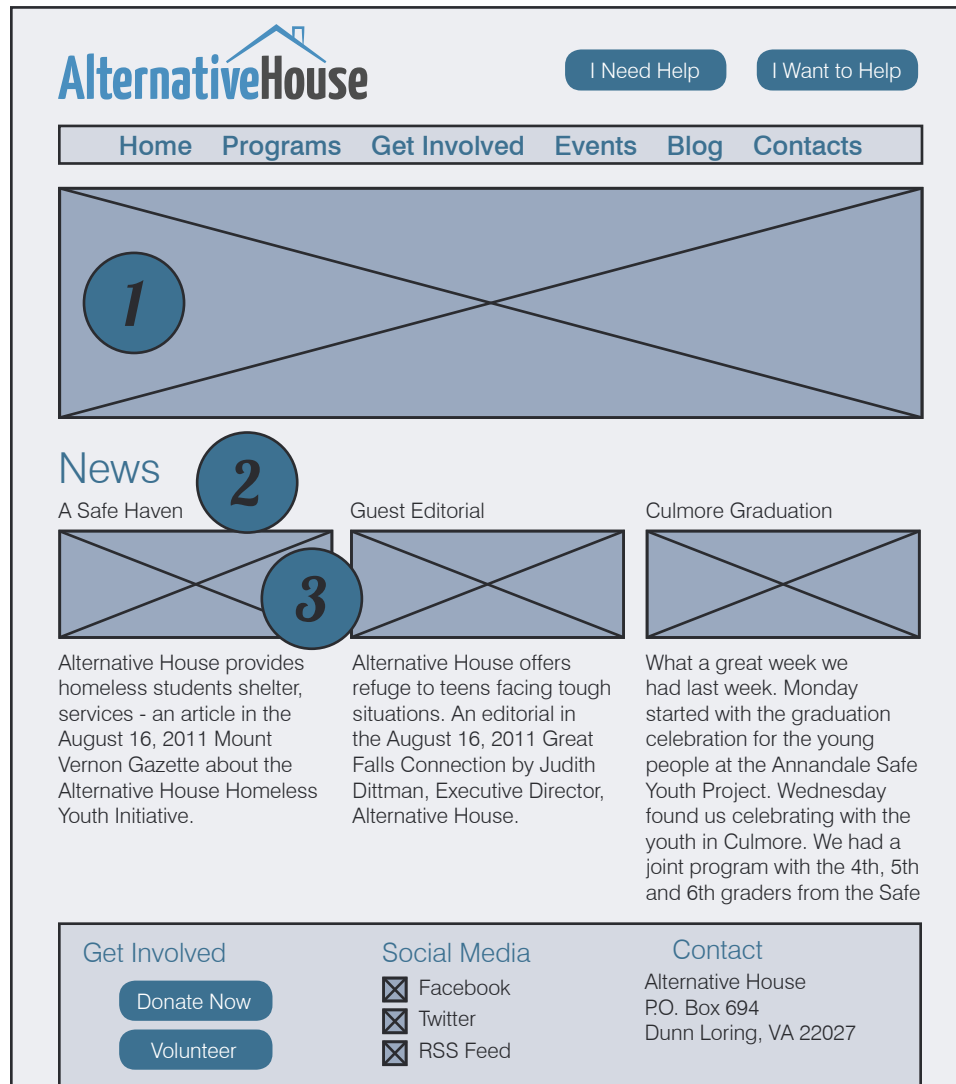 AlternativeHouse
I Need Help
I Want to Help
Home Programs Get Involved Events Blog Contacts
1
News
2
A Safe Haven
3
Alternative House provides
homeless students shelter,
services - an article in the
August 16, 2011 Mount
Vernon Gazette about the
Alternative House Homeless
Youth Initiative.
Guest Editorial
Alternative House offers
refuge to teens facing tough
situations. An editorial in
the August 16, 2011 Great
Falls Connection by Judith
Dittman, Executive Director,
Alternative House.
Culmore Graduation
What a great week we
had last week. Monday
started with the graduation
celebration for the young
people at the Annandale Safe
Youth Project. Wednesday
found us celebrating with the
youth in Culmore. We had a
joint program with the 4th, 5th
and 6th graders from the Safe
Get Involved
Donate Now
Volunteer
Social Media
Facebook
Twitter
RSS Feed
Contact
Alternative House
P.O. Box 694
Dunn Loring, VA 22027